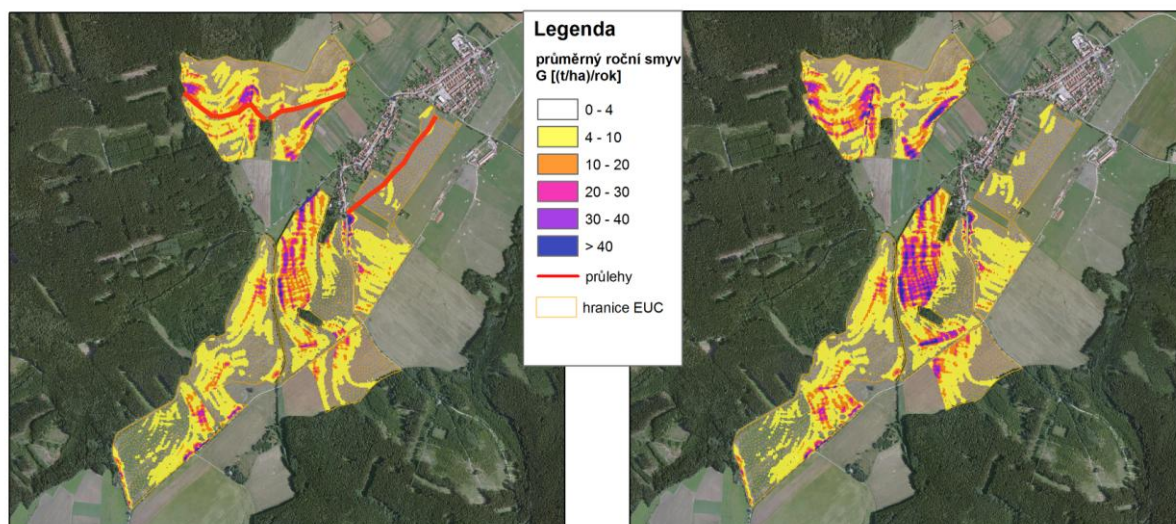 Legenda
průměrný roční smyv
G [(t/ha)/rok]
0 - 4
4 - 10
10 - 20
20 - 30
30 - 40
> 40
průlehy
hranice EUC